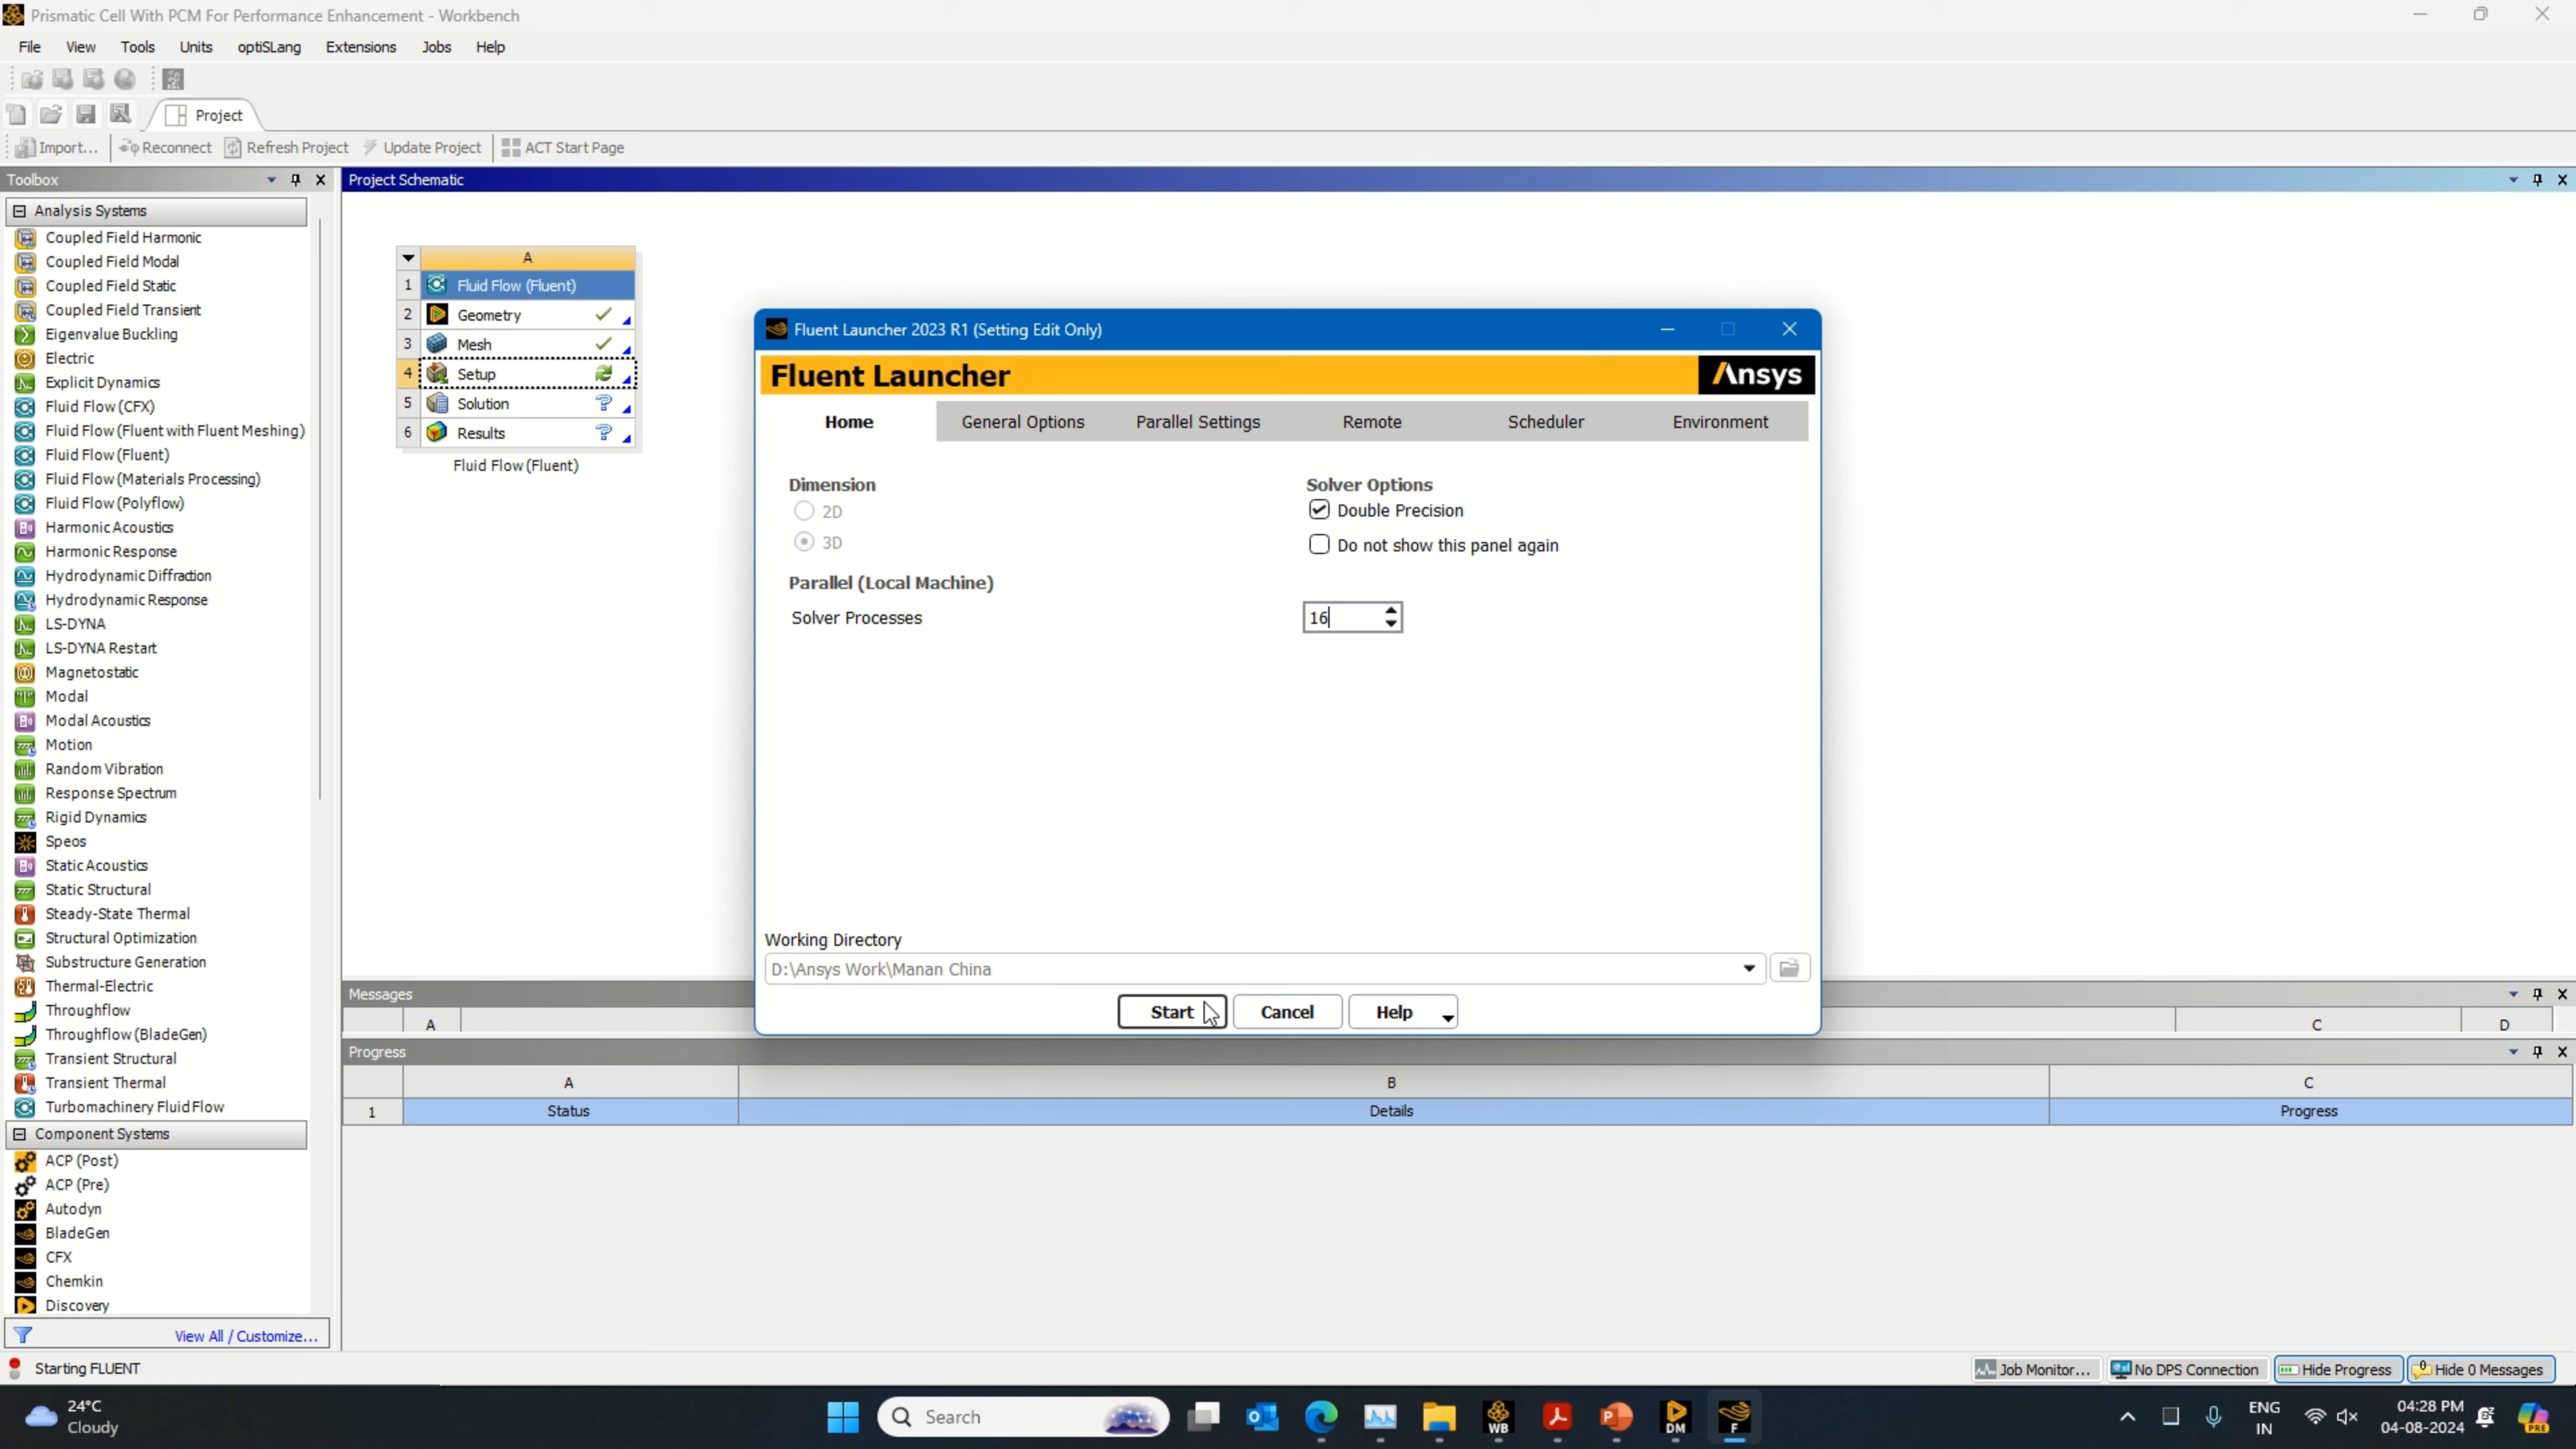 Prismatic Cell With PCM For Performance Enhancement - Workbench
File View Tools Units optiSLang Extensions Jobs Help
Project
Import... Reconnect Refresh Project Update Project ACT Start Page
Toolbox
Analysis Systems
Coupled Field Harmonic
Coupled Field Modal
Coupled Field Static
Coupled Field Transient
Eigenvalue Buckling
Electric
Explicit Dynamics
Fluid Flow (CFX)
Fluid Flow (Fluent with Fluent Meshing)
Fluid Flow (Fluent)
Fluid Flow (Materials Processing)
Fluid Flow (Polyflow)
Harmonic Acoustics
Harmonic Response
Hydrodynamic Diffraction
Hydrodynamic Response
LS-DYNA
LS-DYNA Restart
Magnetostatic
Modal
Modal Acoustics
Motion
Random Vibration
Response Spectrum
Rigid Dynamics
Speos
Static Acoustics
Static Structural
Steady-State Thermal
Structural Optimization
Substructure Generation
Thermal-Electric
Throughflow
Throughflow (BladeGen)
Transient Structural
Transient Thermal
Turbomachinery Fluid Flow
Component Systems
ACP (Post)
ACP (Pre)
Autodyn
BladeGen
CFX
Chemkin
Discovery
View All / Customize...
Project Schematic
A
1 Fluid Flow (Fluent)
2 Geometry
3 Mesh
4 Setup
5 Solution ?
6 Results ?
Fluid Flow (Fluent)
Fluent Launcher 2023 R1 (Setting Edit Only)
Fluent Launcher
Ansys
Home General Options Parallel Settings Remote Scheduler Environment
Dimension
2D
3D
Solver Options
Double Precision
Do not show this panel again
Parallel (Local Machine)
Solver Processes 16
Working Directory
D:\Ansys Work\Manan China
Start Cancel Help
Messages
A C D
Progress
A B C
1 Status Details Progress
Starting FLUENT
Job Monitor... No DPS Connection Hide Progress 0 Hide 0 Messages
24°C
Cloudy
Search
WB
P
DM
F
ENG
IN
04:28 PM
04-08-2024
PRE